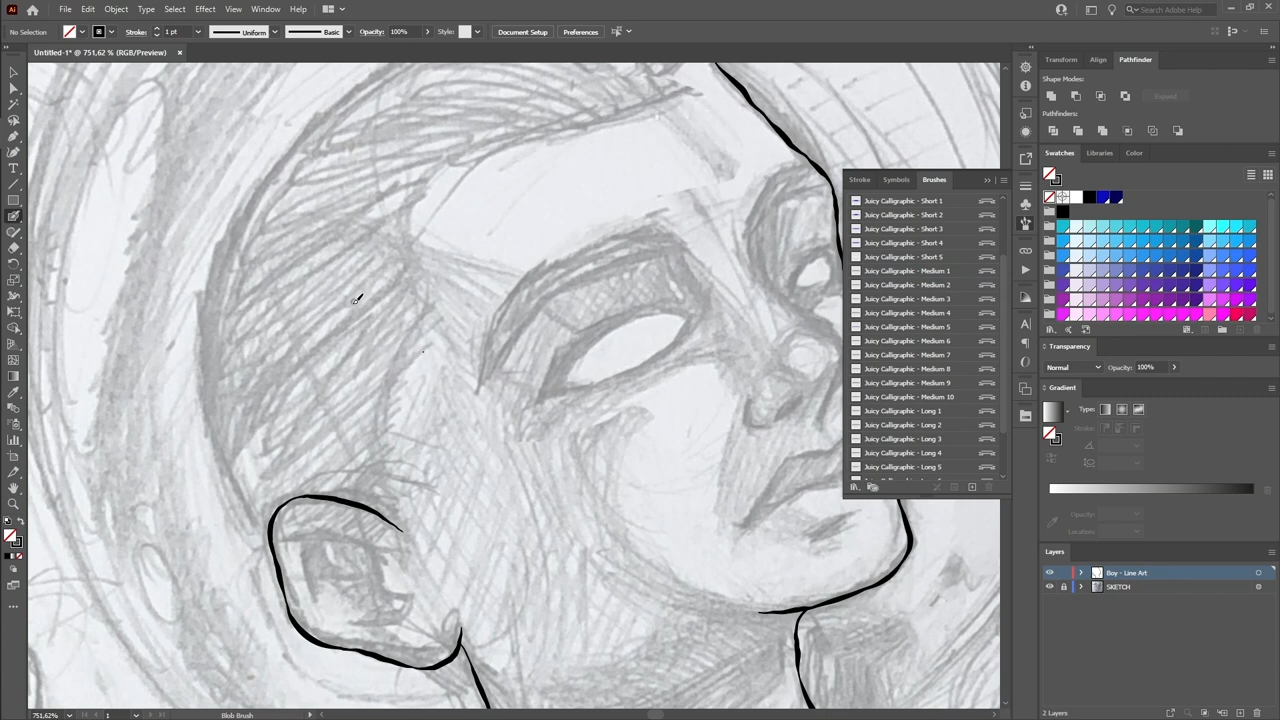 Ai File Edit Object Type Select Effect View Window Help Search Adobe Help
No Selection Stroke: 1 pt Uniform Basic Opacity: 100% Style: Document Setup Preferences
Untitled-1* @ 751,62 % (RGB/Preview)
Transform Align Pathfinder
Shape Modes:
Expand
Pathfinders:
Swatches Libraries Color
Stroke Symbols Brushes
Juicy Calligraphic - Short 1
Juicy Calligraphic - Short 2
Juicy Calligraphic - Short 3
Juicy Calligraphic - Short 4
Juicy Calligraphic - Short 5
Juicy Calligraphic - Medium 1
Juicy Calligraphic - Medium 2
Juicy Calligraphic - Medium 3
Juicy Calligraphic - Medium 4
Juicy Calligraphic - Medium 5
Juicy Calligraphic - Medium 6
Juicy Calligraphic - Medium 7
Juicy Calligraphic - Medium 8
Juicy Calligraphic - Medium 9
Juicy Calligraphic - Medium 10
Juicy Calligraphic - Long 1
Juicy Calligraphic - Long 2
Juicy Calligraphic - Long 3
Juicy Calligraphic - Long 4
Juicy Calligraphic - Long 5
Transparency
Normal Opacity: 100%
Gradient
Type:
Stroke:
Opacity:
Locations:
Layers
Boy - Line Art
SKETCH
2 Layers
751,62% 1 Blob Brush